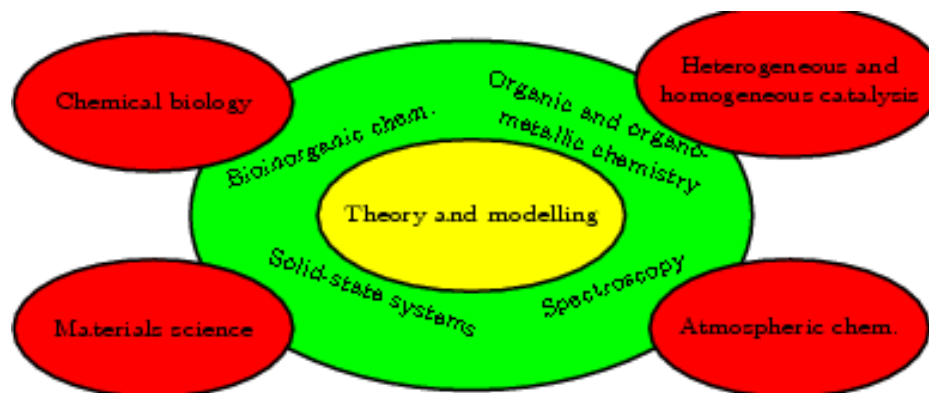 Chemical biology
Bioinorganic chem.
Organic and organo-
metallic chemistry
Heterogeneous and
homogeneous catalysis
Theory and modelling
Solid-state systems
Spectroscopy
Materials science
Atmospheric chem.